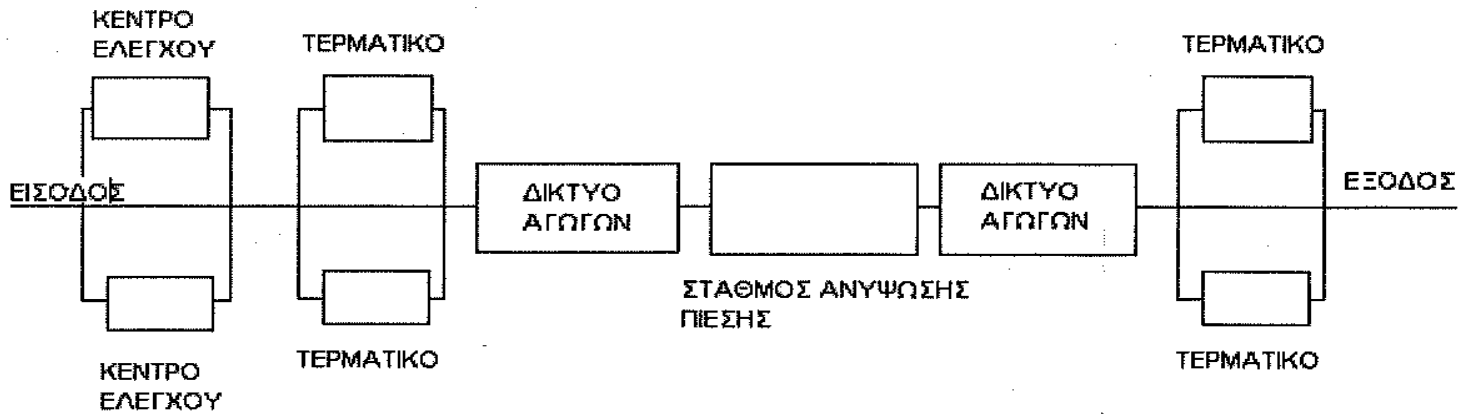 ΚΕΝΤΡΟ
ΕΛΕΓΧΟΥ
ΤΕΡΜΑΤΙΚΟ
ΤΕΡΜΑΤΙΚΟ
ΕΙΣΟΔΟΣ
ΔΙΚΤΥΟ
ΑΓΩΓΩΝ
ΔΙΚΤΥΟ
ΑΓΩΓΩΝ
ΕΞΟΔΟΣ
ΣΤΑΘΜΟΣ ΑΝΥΨΩΣΗΣ
ΠΙΕΣΗΣ
ΚΕΝΤΡΟ
ΕΛΕΓΧΟΥ
ΤΕΡΜΑΤΙΚΟ
ΤΕΡΜΑΤΙΚΟ